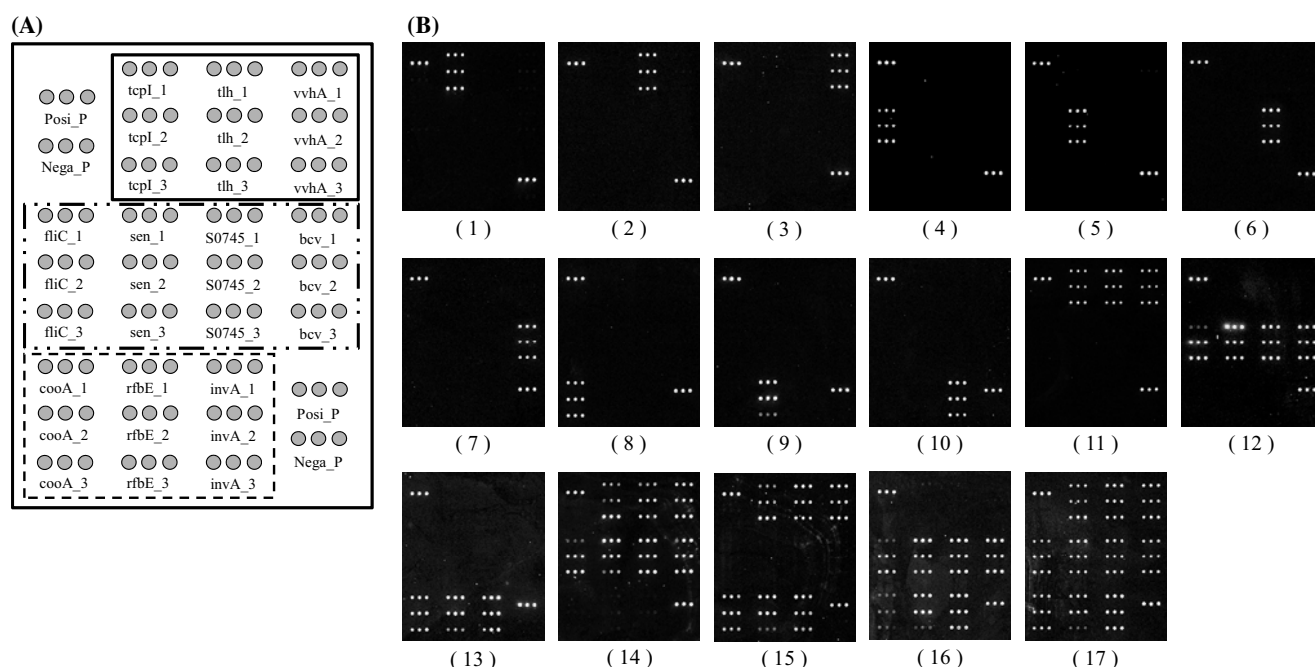 (A)
(B)
tcpI_1 tlh_1 vvhA_1
Posi_P
tcpI_2 tlh_2 vvhA_2
Nega_P
tcpI_3 tlh_3 vvhA_3
fliC_1 sen_1 S0745_1 bcv_1
fliC_2 sen_2 S0745_2 bcv_2
fliC_3 sen_3 S0745_3 bcv_3
cooA_1 rfbE_1 invA_1
Posi_P
cooA_2 rfbE_2 invA_2
Nega_P
cooA_3 rfbE_3 invA_3
( 1 ) ( 2 ) ( 3 ) ( 4 ) ( 5 ) ( 6 )
( 7 ) ( 8 ) ( 9 ) ( 10 ) ( 11 ) ( 12 )
( 13 ) ( 14 ) ( 15 ) ( 16 ) ( 17 )